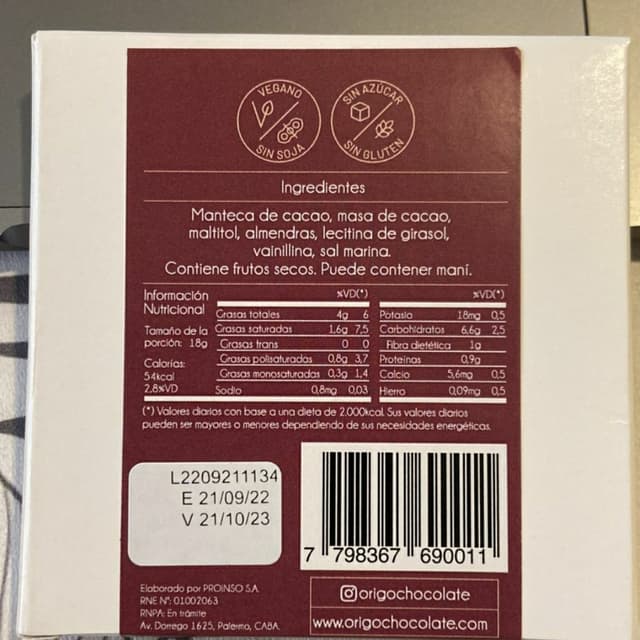 VEGANO
SIN SOJA
SIN AZÚCAR
SIN GLUTEN
Ingredientes
Manteca de cacao, masa de cacao,
maltitol, almendras, lecitina de girasol,
vainillina, sal marina.
Contiene frutos secos. Puede contener maní.
Información
Nutricional
Tamaño de la
porción: 18g
Calorías:
54kcal
2,8%VD
%VD(*)
Grasas totales 4g 6
Grasas saturadas 1,6g 7,5
Grasas trans 0 0
Grasas polisaturadas 0,8g 3,7
Grasas monosaturadas 0,3g 1,4
Sodio 0,8mg 0,03
%VD(*)
Potasio 18mg 0,5
Carbohidratos 6,6g 2,5
Fibra dietética 1g
Proteínas 0,9g
Calcio 5,6mg 0,5
Hierro 0,09mg 0,5
(*) Valores diarios con base a una dieta de 2.000kcal. Sus valores diarios
pueden ser mayores o menores dependiendo de sus necesidades energéticas.
L2209211134
E 21/09/22
V 21/10/23
7 798367 690011
Elaborado por PROINSO S.A.
RNE Nº: 01002063
RNPA: En trámite
Av. Dorrego 1625, Palermo, CABA.
@origochocolate
www.origochocolate.com